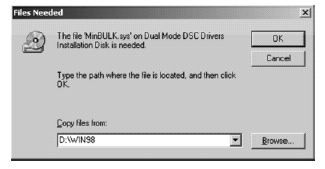 Files Needed
The file 'MinBULK.sys' on Dual Mode DSC Drivers
Installation Disk is needed.
OK
Cancel
Type the path where the file is located, and then click
OK.
Copy files from:
D:\WIN98
Browse...